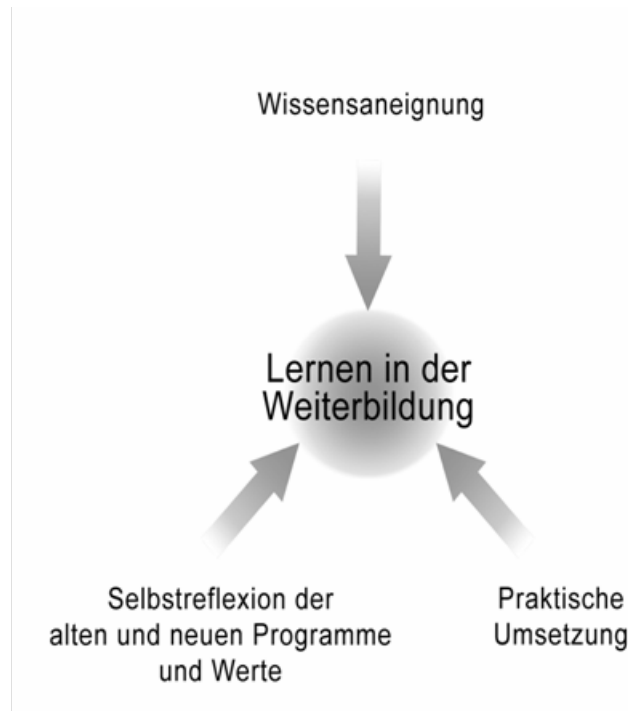 Wissensaneignung
Lernen in der
Weiterbildung
Selbstreflexion der
alten und neuen Programme
und Werte
Praktische
Umsetzung